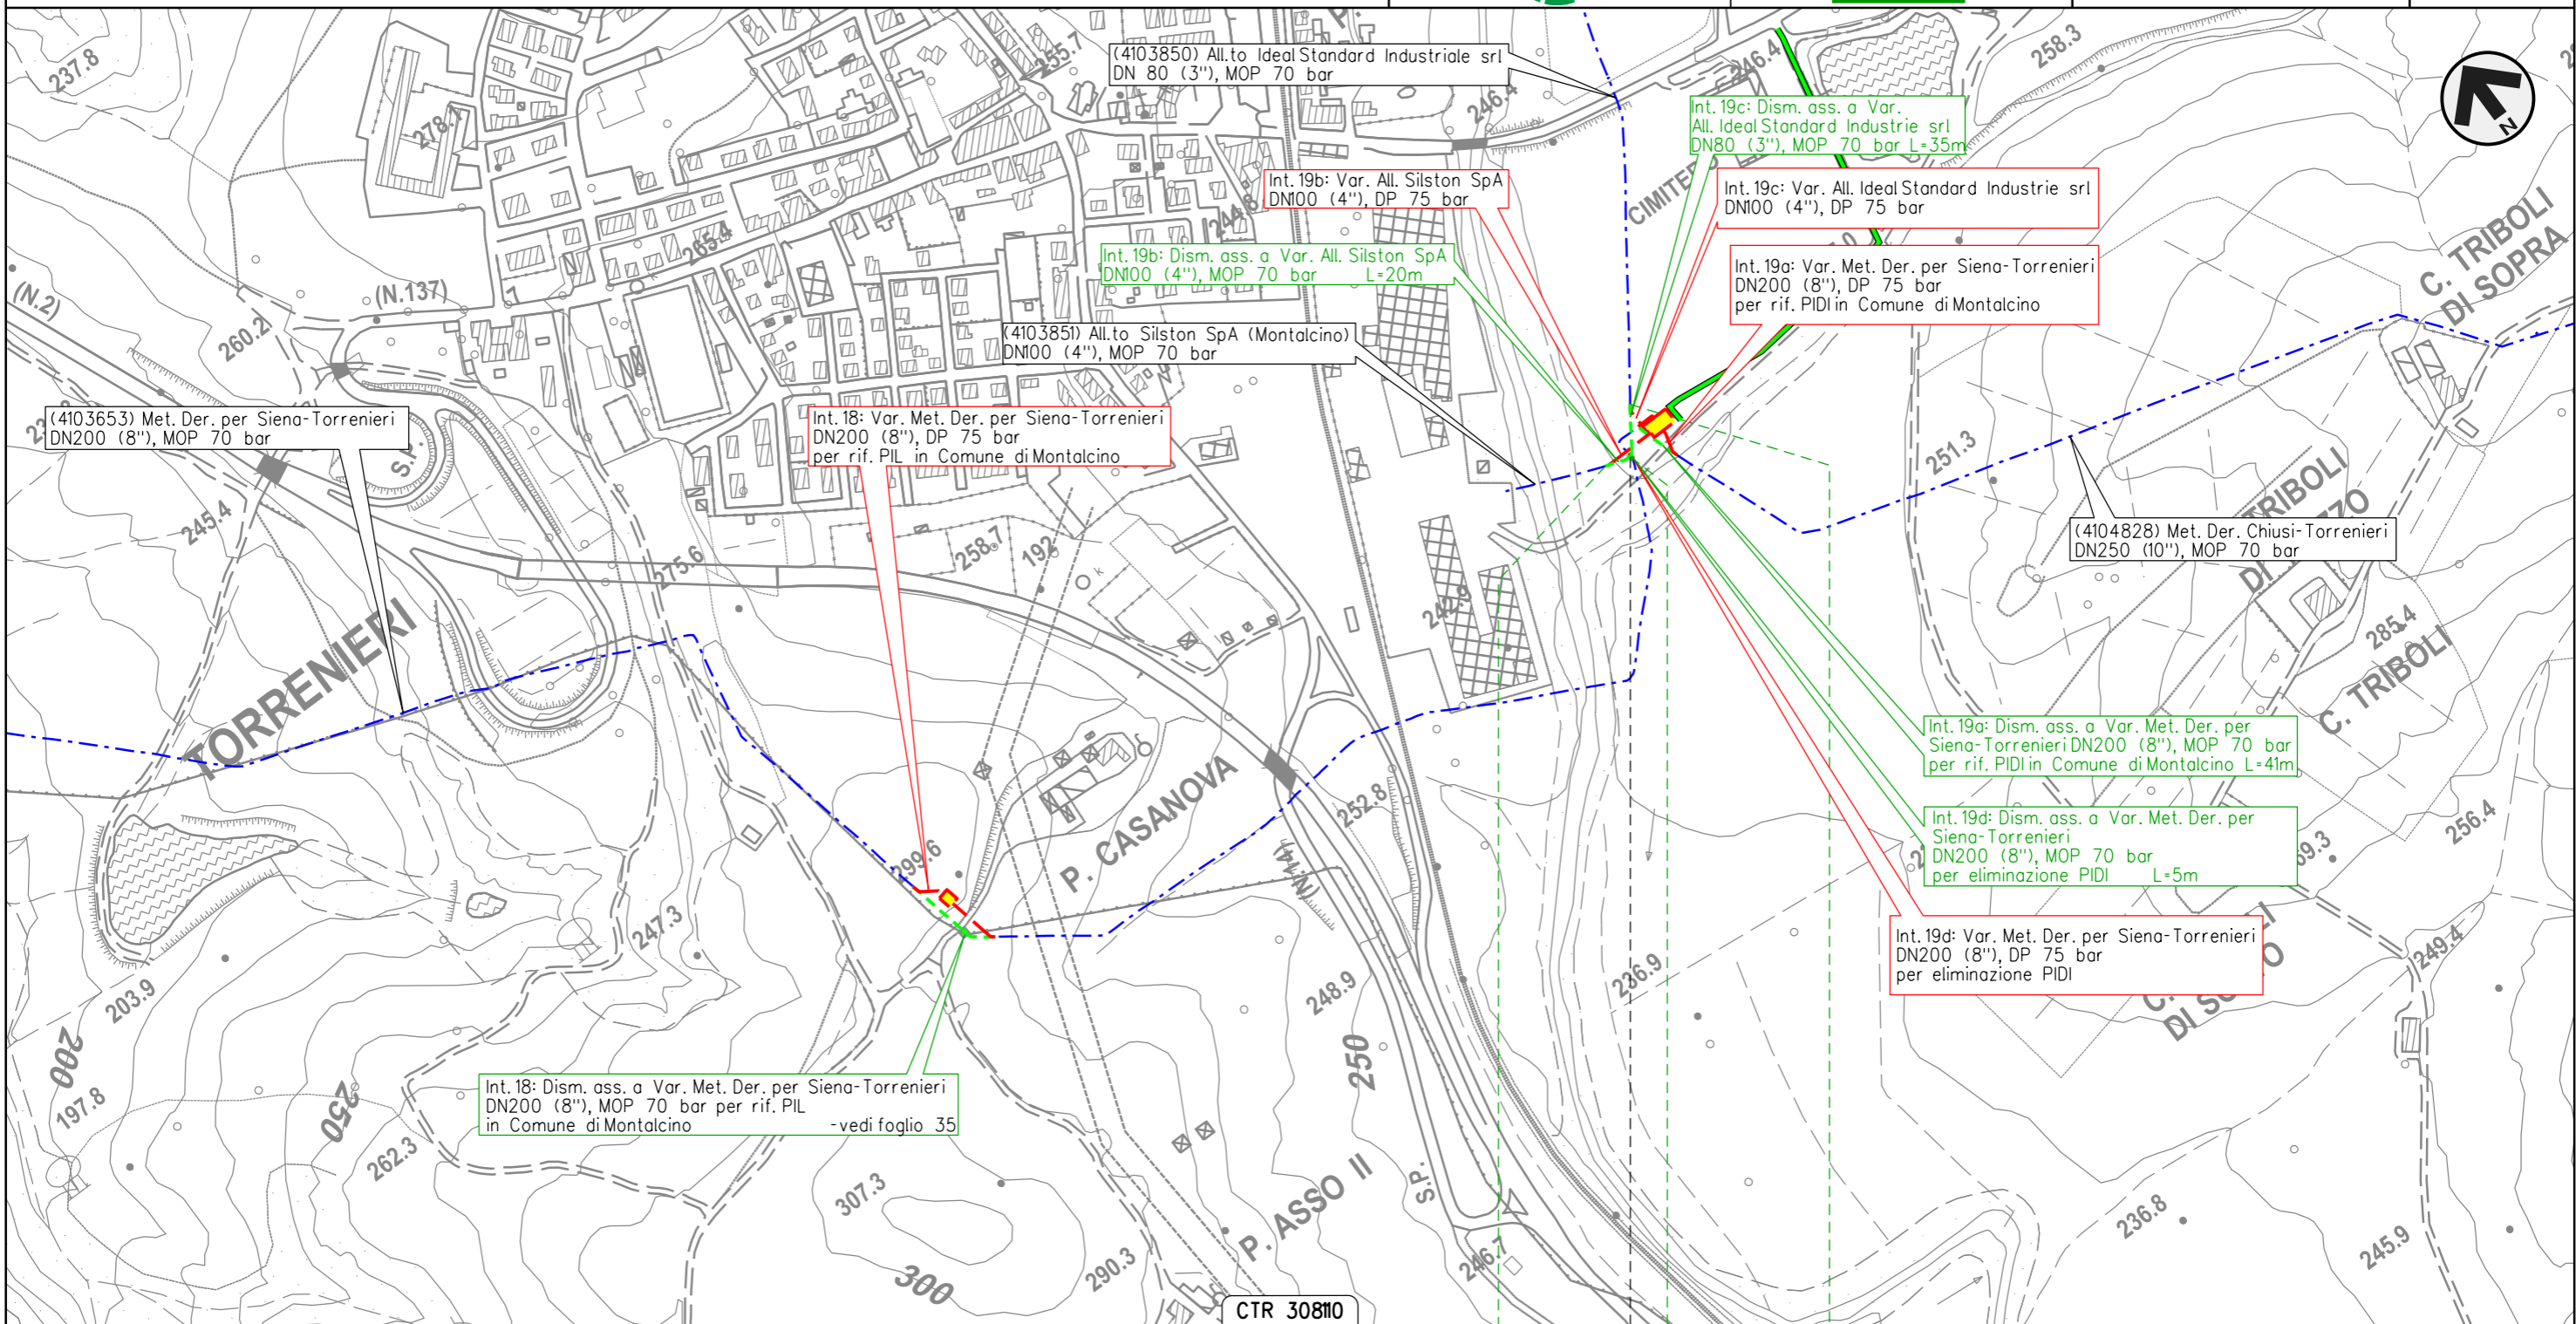 237.8
278.1
255.7
(4103850) All.to Ideal Standard Industriale srl
DN 80 (3"), MOP 70 bar
246.4
246.4
258.3
N
Int. 19c: Dism. ass. a Var.
All. Ideal Standard Industrie srl
DN80 (3"), MOP 70 bar L=35m
Int. 19b: Var. All. Silston SpA
DN100 (4"), DP 75 bar
Int. 19c: Var. All. Ideal Standard Industrie srl
DN100 (4"), DP 75 bar
244.8
265.4
Int. 19b: Dism. ass. a Var. All. Silston SpA
DN100 (4"), MOP 70 bar L=20m
Int. 19a: Var. Met. Der. per Siena-Torrenieri
DN200 (8"), DP 75 bar
per rif. PIDI in Comune di Montalcino
C. TRIBOLI
DI SOPRA
(N.2)
(N.137)
260.2
(4103851) All.to Silston SpA (Montalcino)
DN100 (4"), MOP 70 bar
(4103653) Met. Der. per Siena-Torrenieri
DN200 (8"), MOP 70 bar
Int. 18: Var. Met. Der. per Siena-Torrenieri
DN200 (8"), DP 75 bar
per rif. PIL in Comune di Montalcino
251.3
245.4
275.6
258.7
192
k
(4104828) Met. Der. Chiusi-Torrenieri
DN250 (10"), MOP 70 bar
TRIBOLI
242.9
285.4
C. TRIBOLI
TORRENIERI
Int. 19a: Dism. ass. a Var. Met. Der. per
Siena-Torrenieri DN200 (8"), MOP 70 bar
per rif. PIDI in Comune di Montalcino L=41m
P. CASANOVA
252.8
256.4
Int. 19d: Dism. ass. a Var. Met. Der. per
Siena-Torrenieri
DN200 (8"), MOP 70 bar
per eliminazione PIDI L=5m
299.6
(N.14)
247.3
Int. 19d: Var. Met. Der. per Siena-Torrenieri
DN200 (8"), DP 75 bar
per eliminazione PIDI
249.4
236.9
248.9
203.9
200
250
197.8
250
262.3
Int. 18: Dism. ass. a Var. Met. Der. per Siena-Torrenieri
DN200 (8"), MOP 70 bar per rif. PIL
in Comune di Montalcino -vedi foglio 35
307.3
P. ASSO II
S.P.
236.8
245.9
246.7
290.3
300
CTR 308110